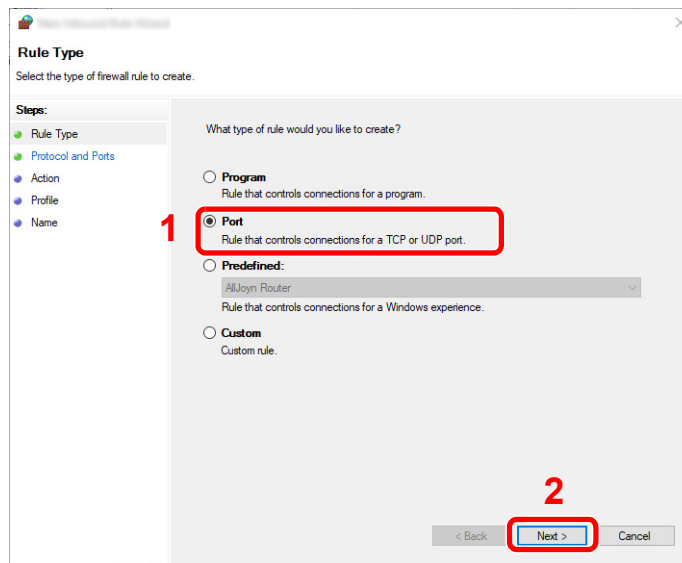 Rule Type
Select the type of firewall rule to create.
Steps:
Rule Type
Protocol and Ports
Action
Profile
Name
What type of rule would you like to create?
Program
Rule that controls connections for a program.
1
Port
Rule that controls connections for a TCP or UDP port.
Predefined:
AllJoyn Router
Rule that controls connections for a Windows experience.
Custom
Custom rule.
2
< Back
Next >
Cancel